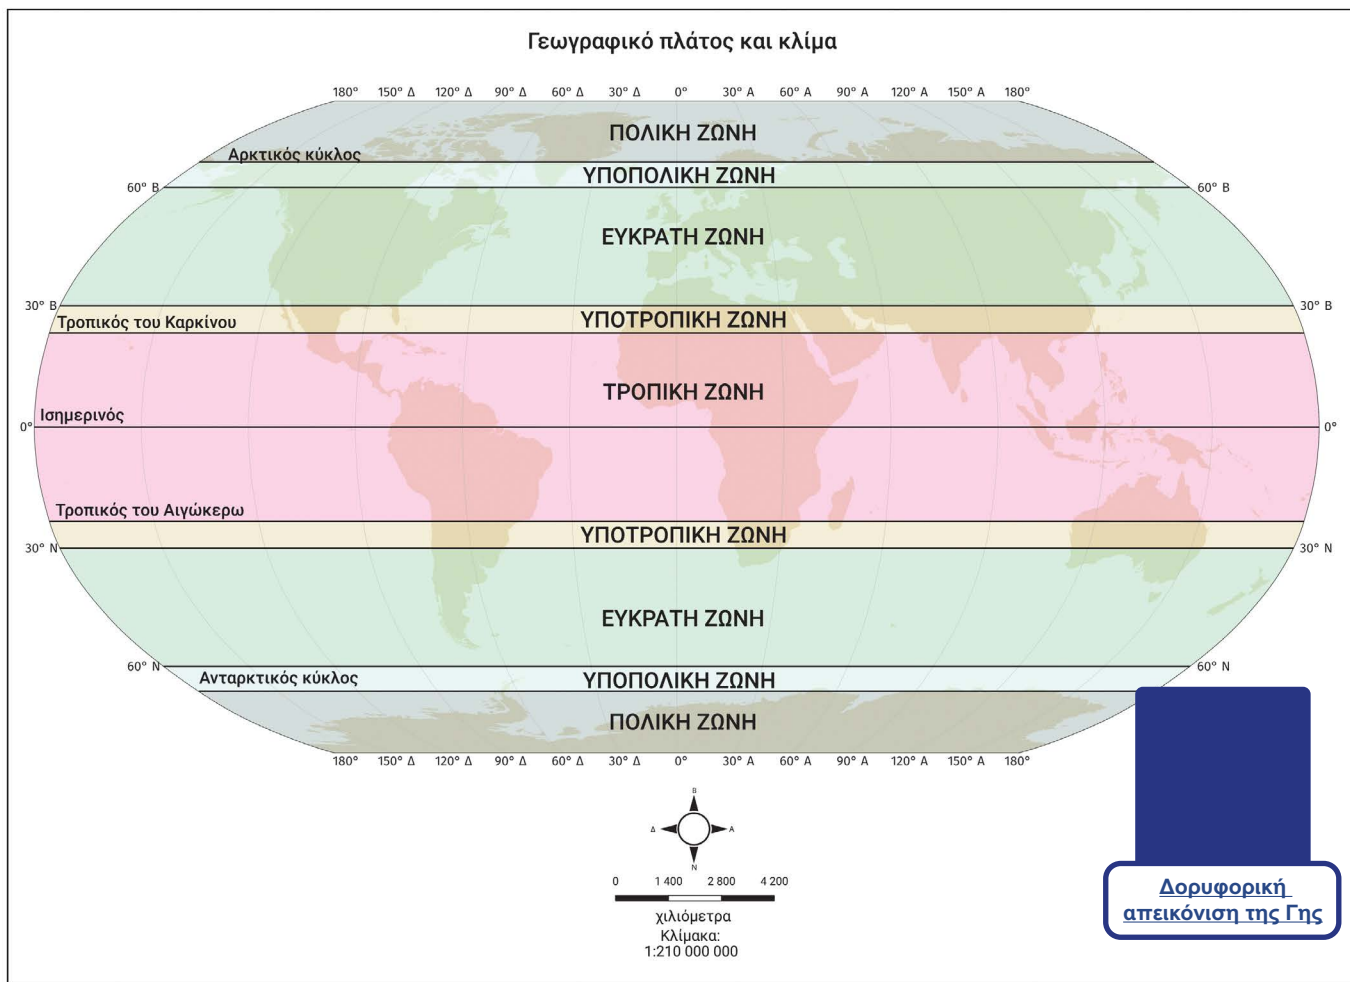 Γεωγραφικό πλάτος και κλίμα
180° 150° Δ 120° Δ 90° Δ 60° Δ 30° Δ 0° 30° Α 60° Α 90° Α 120° Α 150° Α 180°
ΠΟΛΙΚΗ ΖΩΝΗ
Αρκτικός κύκλος
ΥΠΟΠΟΛΙΚΗ ΖΩΝΗ
60° Β 60° Β
ΕΥΚΡΑΤΗ ΖΩΝΗ
30° Β 30° Β
Τροπικός του Καρκίνου ΥΠΟΤΡΟΠΙΚΗ ΖΩΝΗ
ΤΡΟΠΙΚΗ ΖΩΝΗ
Ισημερινός
0° 0°
Τροπικός του Αιγώκερω
ΥΠΟΤΡΟΠΙΚΗ ΖΩΝΗ
30° Ν 30° Ν
ΕΥΚΡΑΤΗ ΖΩΝΗ
60° Ν 60° Ν
Ανταρκτικός κύκλος ΥΠΟΠΟΛΙΚΗ ΖΩΝΗ
ΠΟΛΙΚΗ ΖΩΝΗ
180° 150° Δ 120° Δ 90° Δ 60° Δ 30° Δ 0° 30° Α 60° Α 90° Α 120° Α 150° Α 180°
Β
Δ Α
Ν
0 1 400 2 800 4 200
χιλιόμετρα
Κλίμακα:
1:210 000 000
Δορυφορική
απεικόνιση της Γης